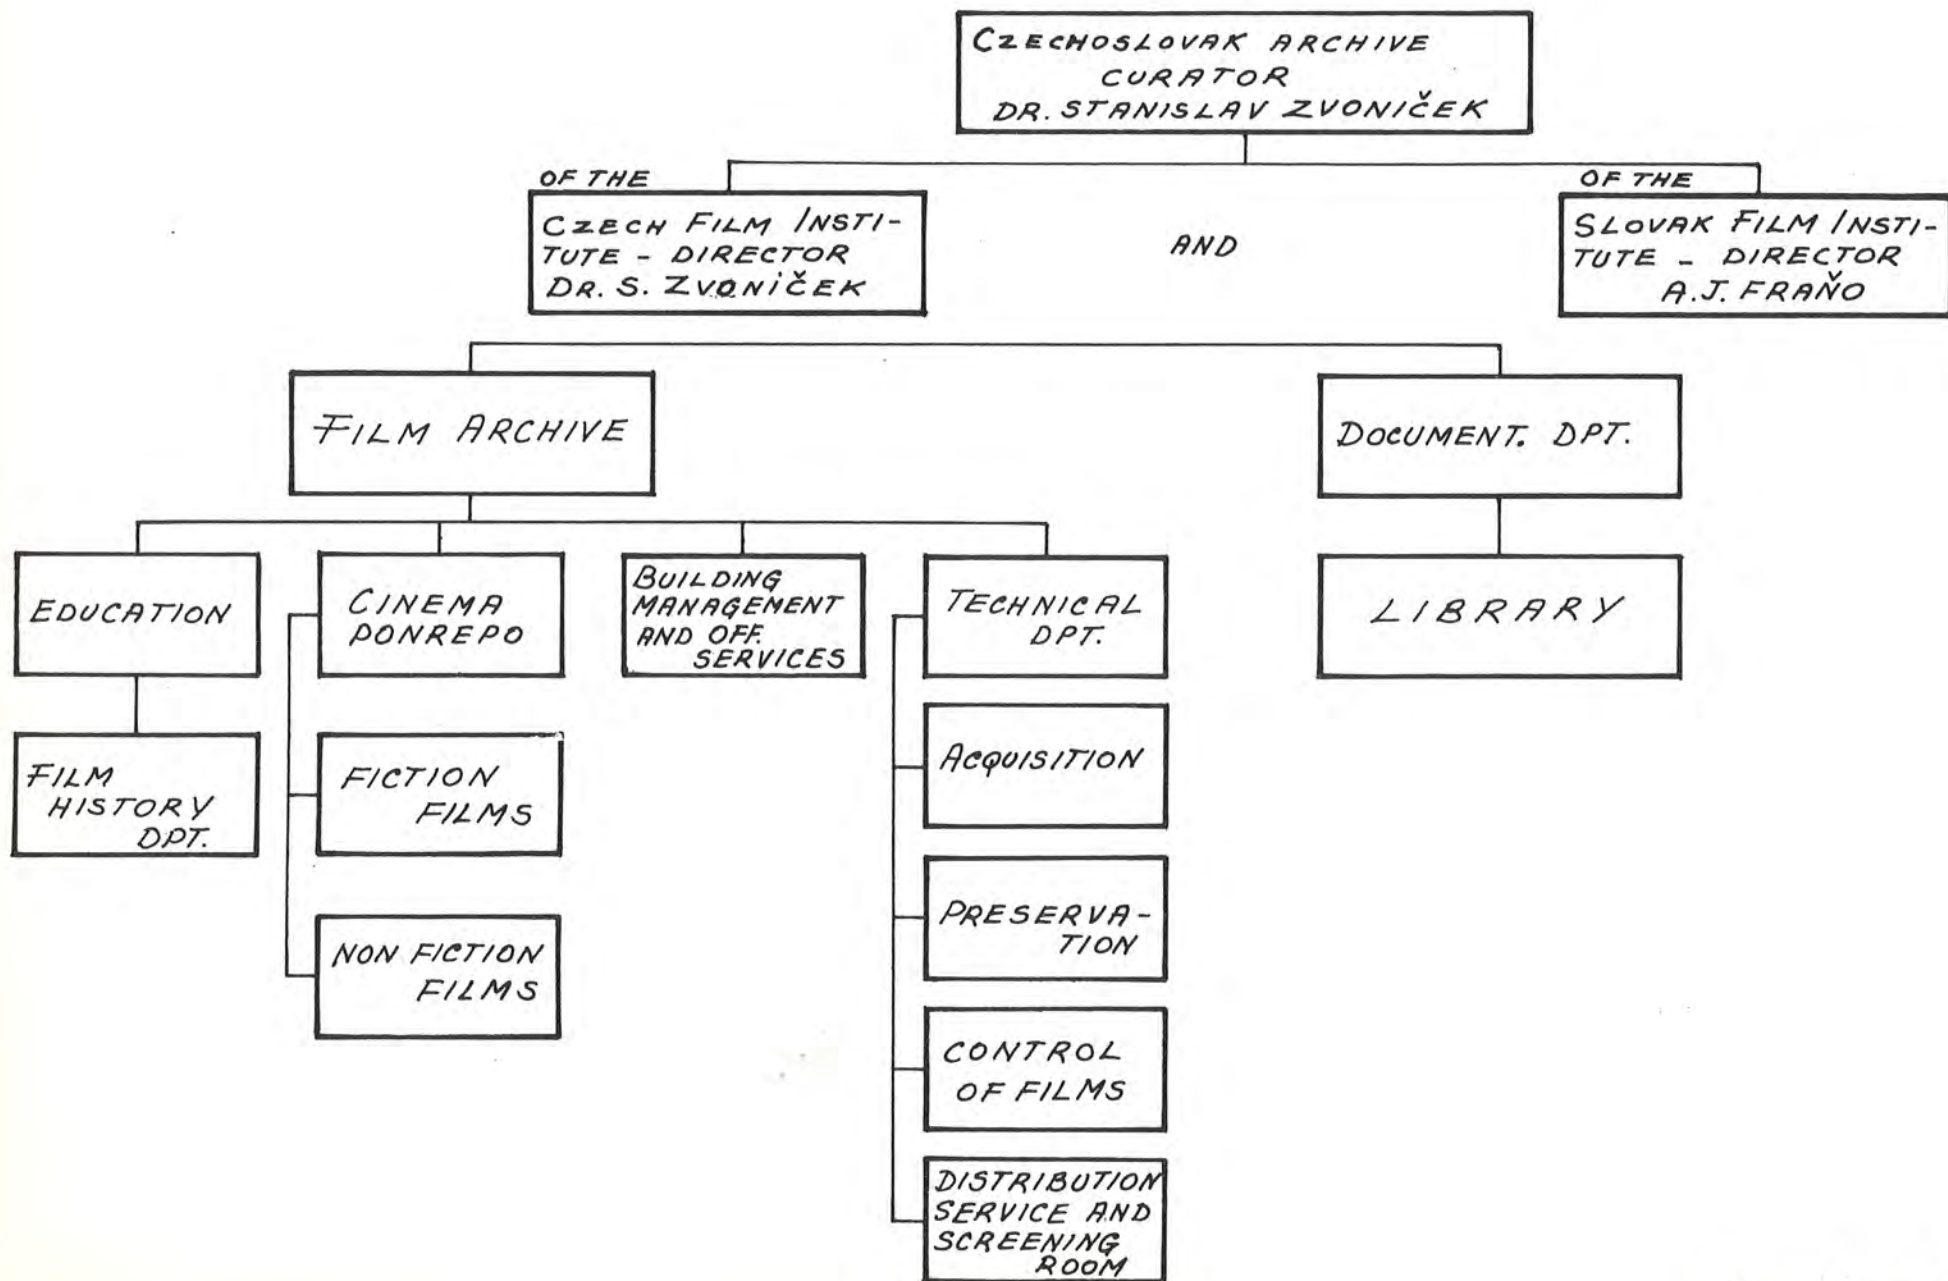 CZECHOSLOVAK ARCHIVE
CURATOR
DR. STANISLAV ZVONIČEK
OF THE
CZECH FILM INSTI-
TUTE - DIRECTOR
DR. S. ZVONIČEK
AND
OF THE
SLOVAK FILM INSTI-
TUTE - DIRECTOR
A.J. FRAŇO
FILM ARCHIVE
DOCUMENT. DPT.
EDUCATION
CINEMA
PONREPO
BUILDING
MANAGEMENT
AND OFF.
SERVICES
TECHNICAL
DPT.
LIBRARY
FILM
HISTORY
DPT.
FICTION
FILMS
NON FICTION
FILMS
ACQUISITION
PRESERVA-
TION
CONTROL
OF FILMS
DISTRIBUTION
SERVICE AND
SCREENING
ROOM